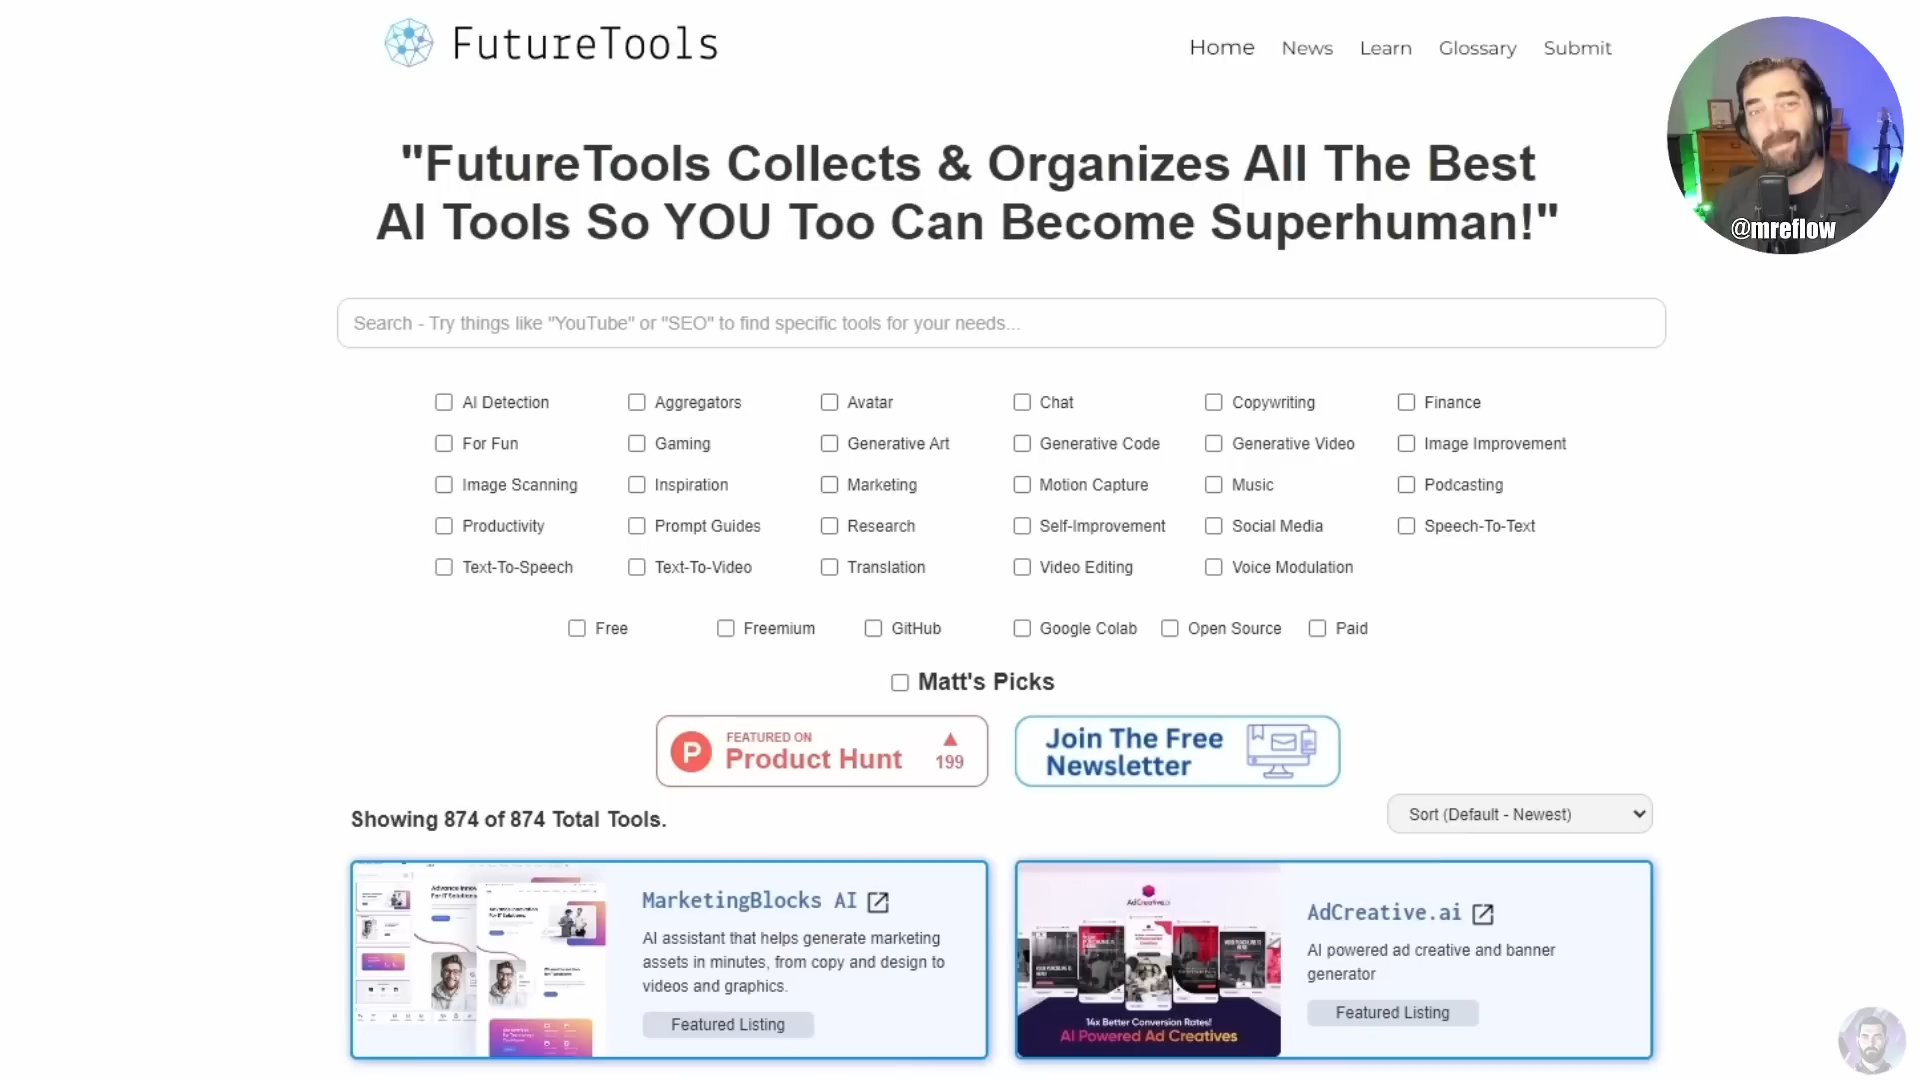 FutureTools
Home News Learn Glossary Submit
@mreflow
"FutureTools Collects & Organizes All The Best
AI Tools So YOU Too Can Become Superhuman!"
Search - Try things like "YouTube" or "SEO" to find specific tools for your needs...
AI Detection Aggregators Avatar Chat Copywriting Finance
For Fun Gaming Generative Art Generative Code Generative Video Image Improvement
Image Scanning Inspiration Marketing Motion Capture Music Podcasting
Productivity Prompt Guides Research Self-Improvement Social Media Speech-To-Text
Text-To-Speech Text-To-Video Translation Video Editing Voice Modulation
Free Freemium GitHub Google Colab Open Source Paid
Matt's Picks
P
FEATURED ON
Product Hunt
▲
199
Join The Free
Newsletter
Showing 874 of 874 Total Tools.
Sort (Default - Newest)
MarketingBlocks AI
AI assistant that helps generate marketing
assets in minutes, from copy and design to
videos and graphics.
Featured Listing
AdCreative.ai
14x Better Conversion Rates!
AI Powered Ad Creatives
AdCreative.ai
AI powered ad creative and banner
generator
Featured Listing